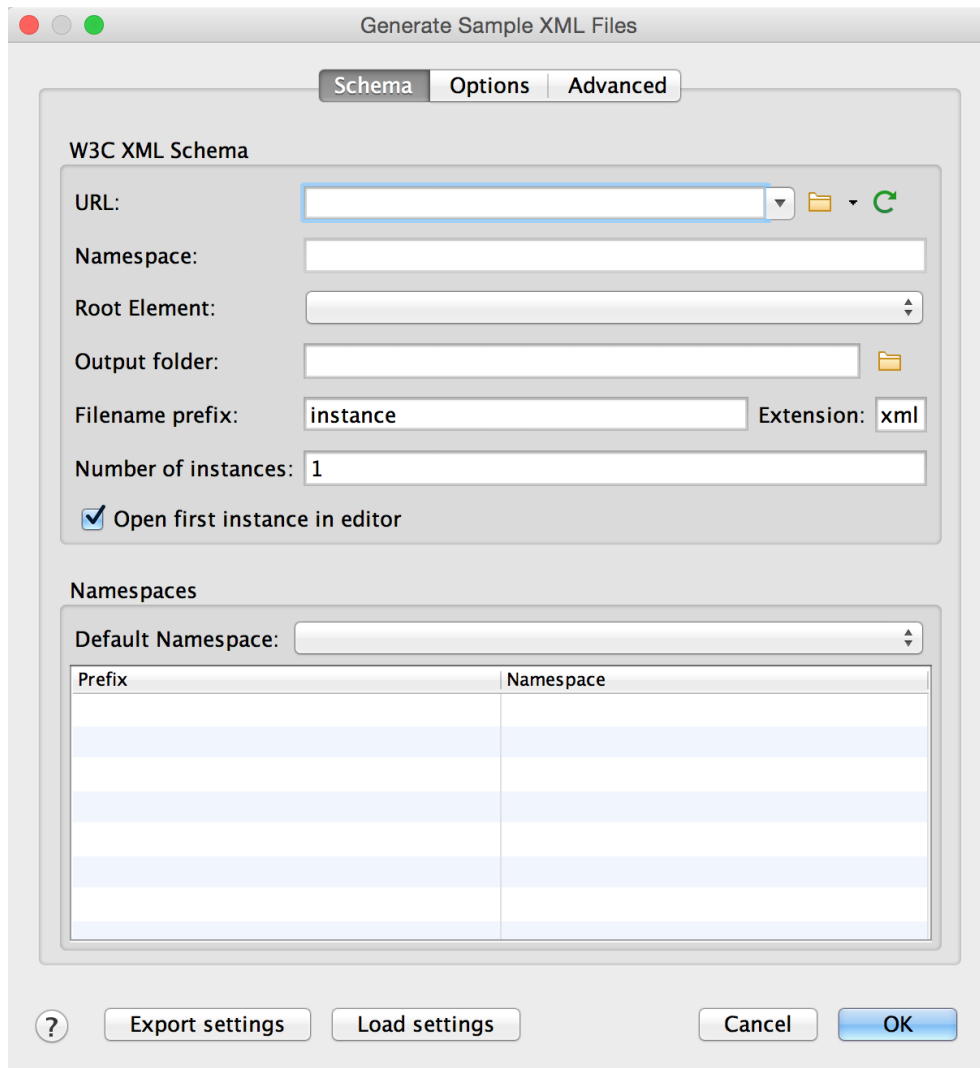 Generate Sample XML Files
Schema Options Advanced
W3C XML Schema
URL:
Namespace:
Root Element:
Output folder:
Filename prefix: instance Extension: xml
Number of instances: 1
Open first instance in editor
Namespaces
Default Namespace:
Prefix Namespace
? Export settings Load settings Cancel OK